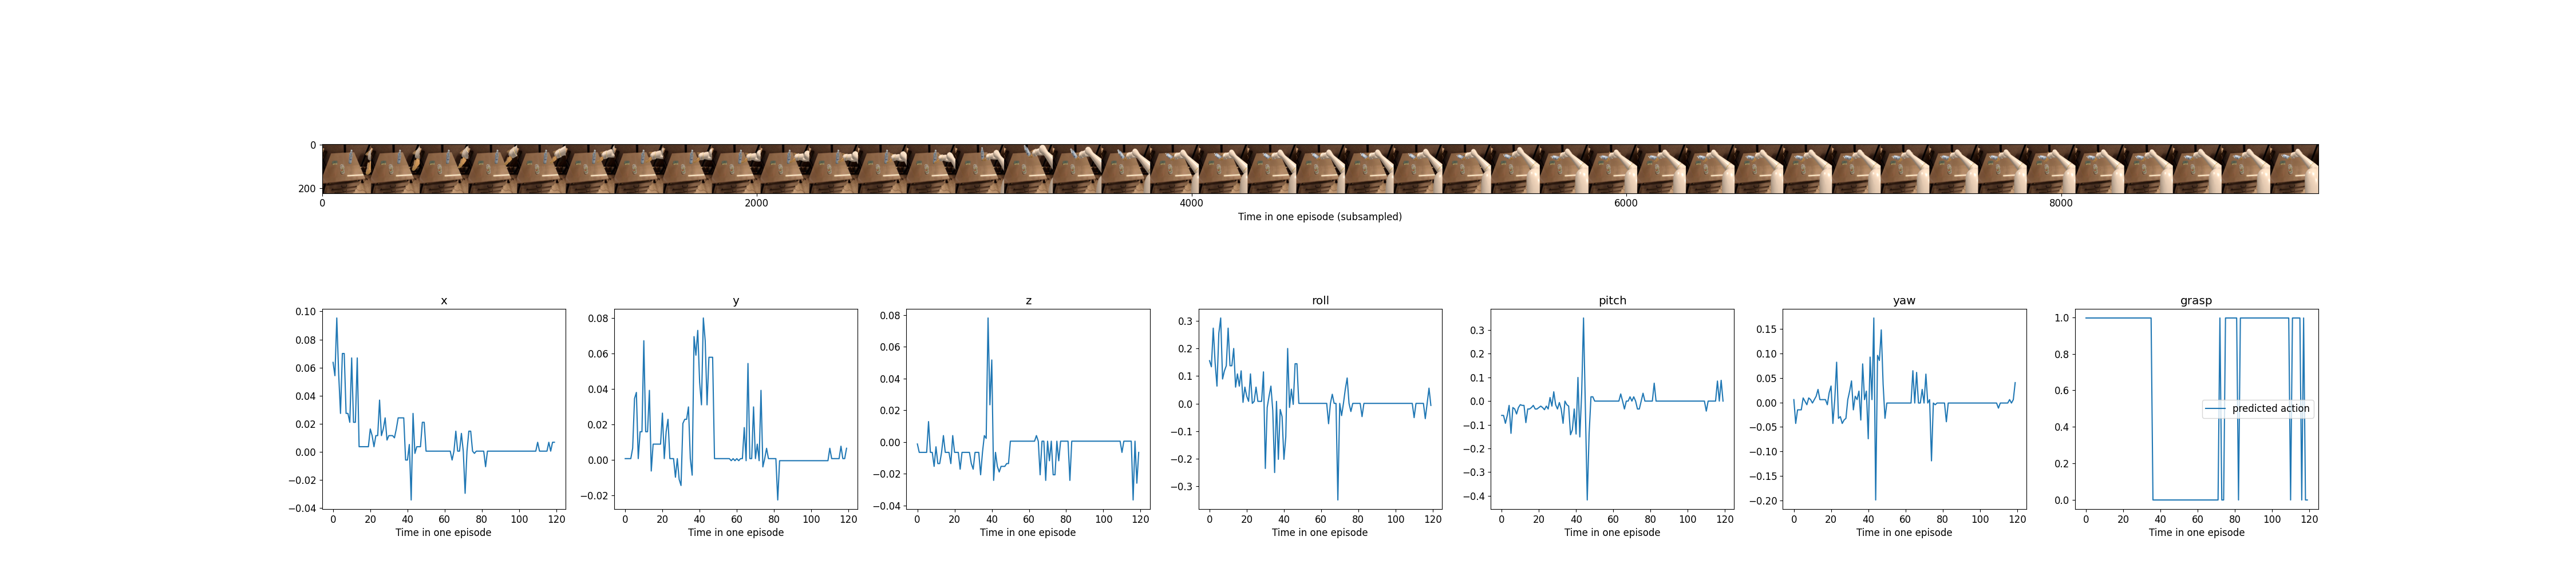 0
200
0 2000 4000 6000 8000
Time in one episode (subsampled)
x
0.10
0.08
0.06
0.04
0.02
0.00
−0.02
−0.04
0 20 40 60 80 100 120
Time in one episode
y
0.08
0.06
0.04
0.02
0.00
−0.02
0 20 40 60 80 100 120
Time in one episode
z
0.08
0.06
0.04
0.02
0.00
−0.02
−0.04
0 20 40 60 80 100 120
Time in one episode
roll
0.3
0.2
0.1
0.0
−0.1
−0.2
−0.3
0 20 40 60 80 100 120
Time in one episode
pitch
0.3
0.2
0.1
0.0
−0.1
−0.2
−0.3
−0.4
0 20 40 60 80 100 120
Time in one episode
yaw
0.15
0.10
0.05
0.00
−0.05
−0.10
−0.15
−0.20
0 20 40 60 80 100 120
Time in one episode
grasp
1.0
0.8
0.6
0.4
0.2
0.0
predicted action
0 20 40 60 80 100 120
Time in one episode